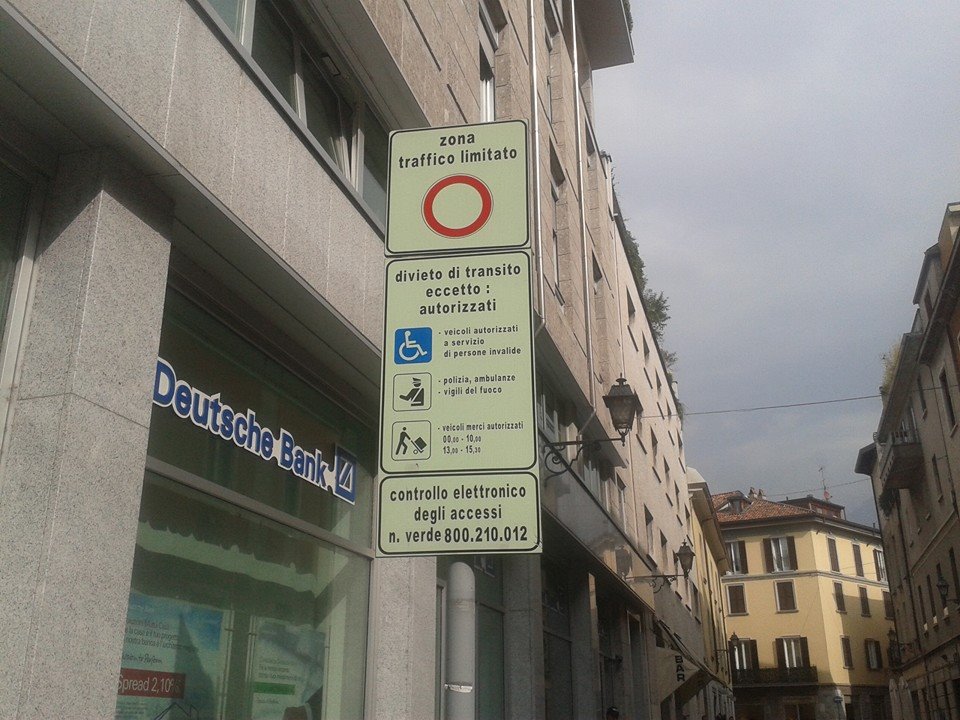 zona
traffico limitato
divieto di transito
eccetto :
autorizzati
- veicoli autorizzati
a servizio
di persone invalide
- polizia, ambulanze
- vigili del fuoco
- veicoli merci autorizzati
00,00 - 10,00
13,00 - 15,30
controllo elettronico
degli accessi
n. verde 800.210.012
Deutsche Bank
Spread 2,10%
BAR